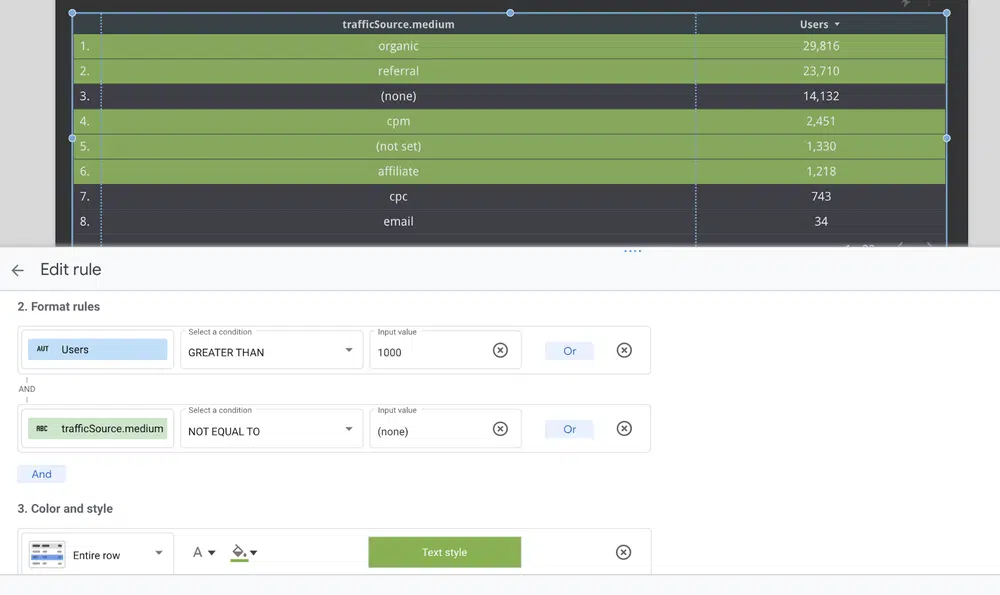 trafficSource.medium Users
1. organic 29,816
2. referral 23,710
3. (none) 14,132
4. cpm 2,451
5. (not set) 1,330
6. affiliate 1,218
7. cpc 743
8. email 34
Edit rule
2. Format rules
Select a condition Input value
AUT Users GREATER THAN 1000 Or
AND
Select a condition Input value
RBC trafficSource.medium NOT EQUAL TO (none) Or
And
3. Color and style
Entire row A Text style